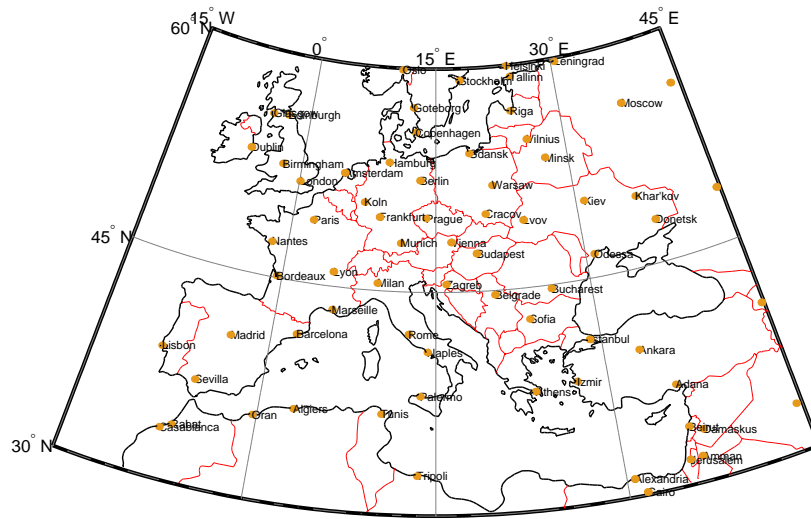 15° W
60° N
0°
15° E
30° E
45° E
Oslo
Helsinki
Leningrad
Stockholm
Tallinn
Moscow
Glasgow
Edinburgh
Goteborg
Riga
Copenhagen
Dublin
Vilnius
Birmingham
Hamburg
Gdansk
Minsk
Amsterdam
London
Berlin
Warsaw
Koln
Kiev
Khar'kov
Paris
Frankfurt
Prague
Cracov
Lvov
Donetsk
45° N
Nantes
Munich
Vienna
Budapest
Odessa
Bordeaux
Lyon
Milan
Zagreb
Belgrade
Bucharest
Marseille
Sofia
Lisbon
Madrid
Barcelona
Rome
Istanbul
Naples
Ankara
Sevilla
Izmir
Adana
Palermo
Athens
Casablanca
Rabat
Oran
Algiers
Tunis
Beirut
Damaskus
30° N
Amman
Jerusalem
Tripoli
Alexandria
Cairo